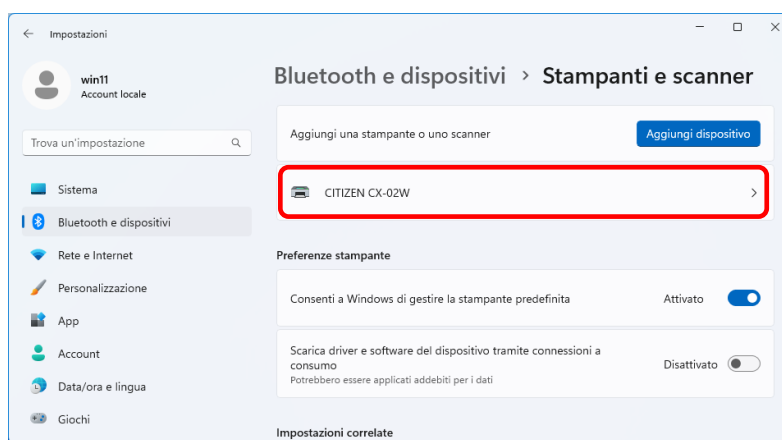 Impostazioni
win11
Account locale
Trova un'impostazione
Sistema
Bluetooth e dispositivi
Rete e Internet
Personalizzazione
App
Account
Data/ora e lingua
Giochi
Bluetooth e dispositivi > Stampanti e scanner
Aggiungi una stampante o uno scanner
Aggiungi dispositivo
CITIZEN CX-02W
Preferenze stampante
Consenti a Windows di gestire la stampante predefinita
Attivato
Scarica driver e software del dispositivo tramite connessioni a
consumo
Potrebbero essere applicati addebiti per i dati
Disattivato
Impostazioni correlate